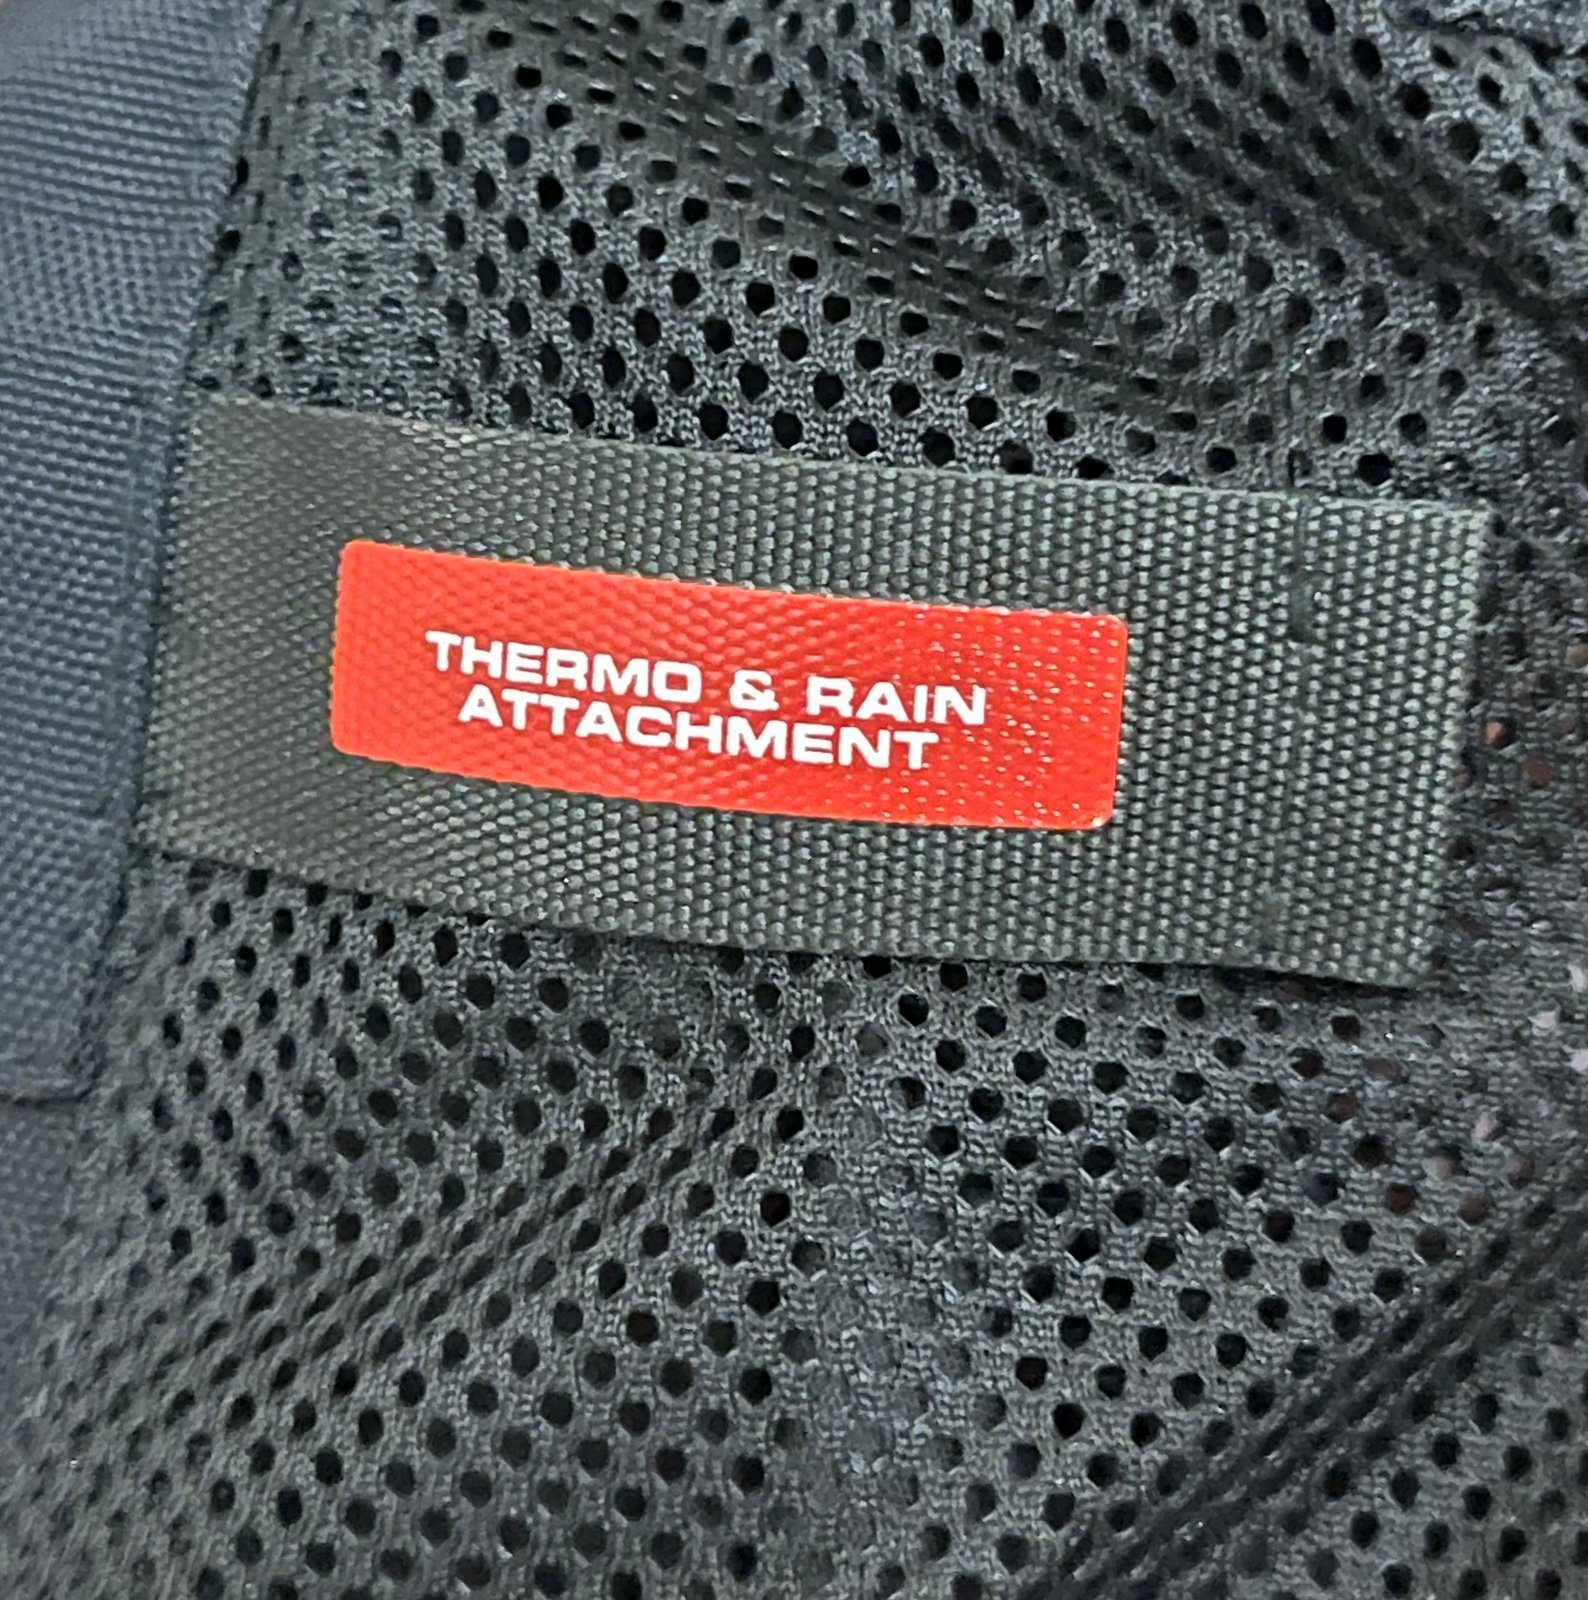 THERMO & RAIN
ATTACHMENT